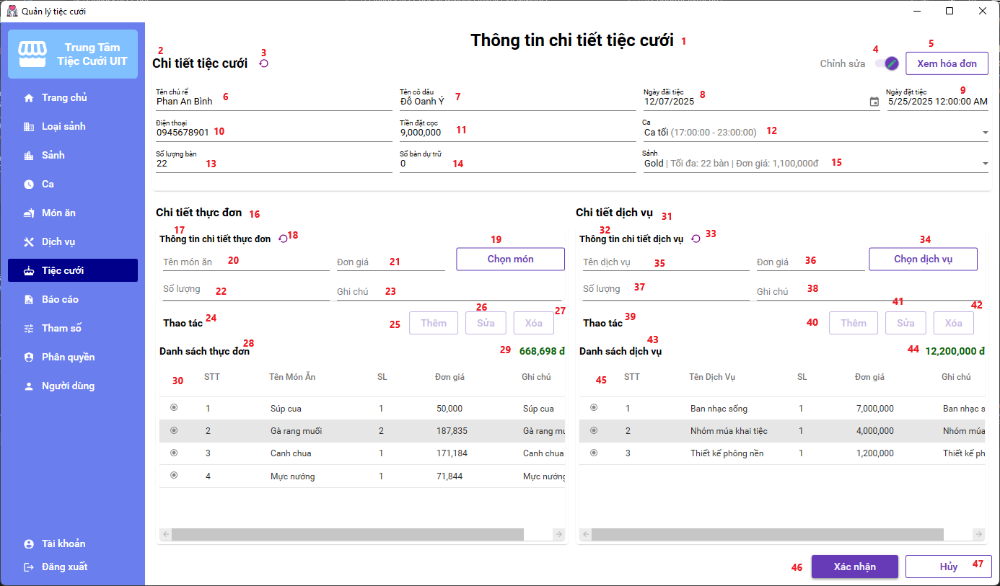 Quản lý tiệc cưới
Trung Tâm
Tiệc Cưới UIT
Trang chủ
Loại sảnh
Sảnh
Ca
Món ăn
Dịch vụ
Tiệc cưới
Báo cáo
Tham số
Phân quyền
Người dùng
Tài khoản
Đăng xuất
Thông tin chi tiết tiệc cưới 1
2
Chi tiết tiệc cưới 3
Chỉnh sửa 4
5
Xem hóa đơn
Tên chú rể
Phan An Bình 6
Tên cô dâu
Đỗ Oanh Ý 7
Ngày đãi tiệc
12/07/2025 8
Ngày đặt tiệc 9
5/25/2025 12:00:00 AM
Điện thoại
0945678901 10
Tiền đặt cọc
9,000,000 11
Ca
Ca tối (17:00:00 - 23:00:00) 12
Số lượng bàn
22 13
Số bàn dự trữ
0 14
Sảnh
Gold | Tối đa: 22 bàn | Đơn giá: 1,100,000đ 15
Chi tiết thực đơn 16
17
Thông tin chi tiết thực đơn 18
19
Chọn món
Tên món ăn 20
Đơn giá 21
Số lượng 22
Ghi chú 23
Thao tác 24
25 Thêm
26
Sửa
27
Xóa
28
Danh sách thực đơn
29 668,698 đ
30 STT Tên Món Ăn SL Đơn giá Ghi chú
1 Súp cua 1 50,000 Súp cua
2 Gà rang muối 2 187,835 Gà rang mu
3 Canh chua 1 171,184 Canh chua
4 Mực nướng 1 71,844 Mực nướng
Chi tiết dịch vụ 31
32
Thông tin chi tiết dịch vụ 33
34
Chọn dịch vụ
Tên dịch vụ 35
Đơn giá 36
Số lượng 37
Ghi chú 38
Thao tác 39
40 Thêm
41
Sửa
42
Xóa
43
Danh sách dịch vụ
44 12,200,000 đ
45 STT Tên Dịch Vụ SL Đơn giá Ghi chú
1 Ban nhạc sống 1 7,000,000 Ban nhạc s
2 Nhóm múa khai tiệc 1 4,000,000 Nhóm múa
3 Thiết kế phông nền 1 1,200,000 Thiết kế ph
46 Xác nhận
Hủy 47